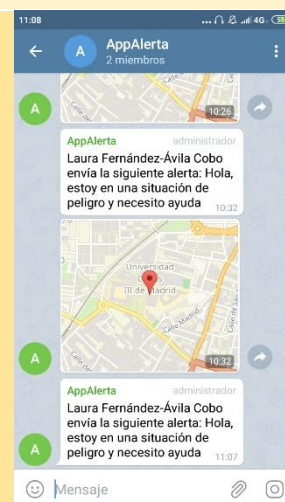 11:08
4G
A
AppAlerta
2 miembros
10:26
A
AppAlerta administrador
Laura Fernández-Ávila Cobo
envía la siguiente alerta: Hola,
estoy en una situación de
peligro y necesito ayuda 10:32
Universidad
III de Madrid
Calle Madrid
10:32
A
AppAlerta administrador
Laura Fernández-Ávila Cobo
envía la siguiente alerta: Hola,
estoy en una situación de
peligro y necesito ayuda 11:07
A
Mensaje